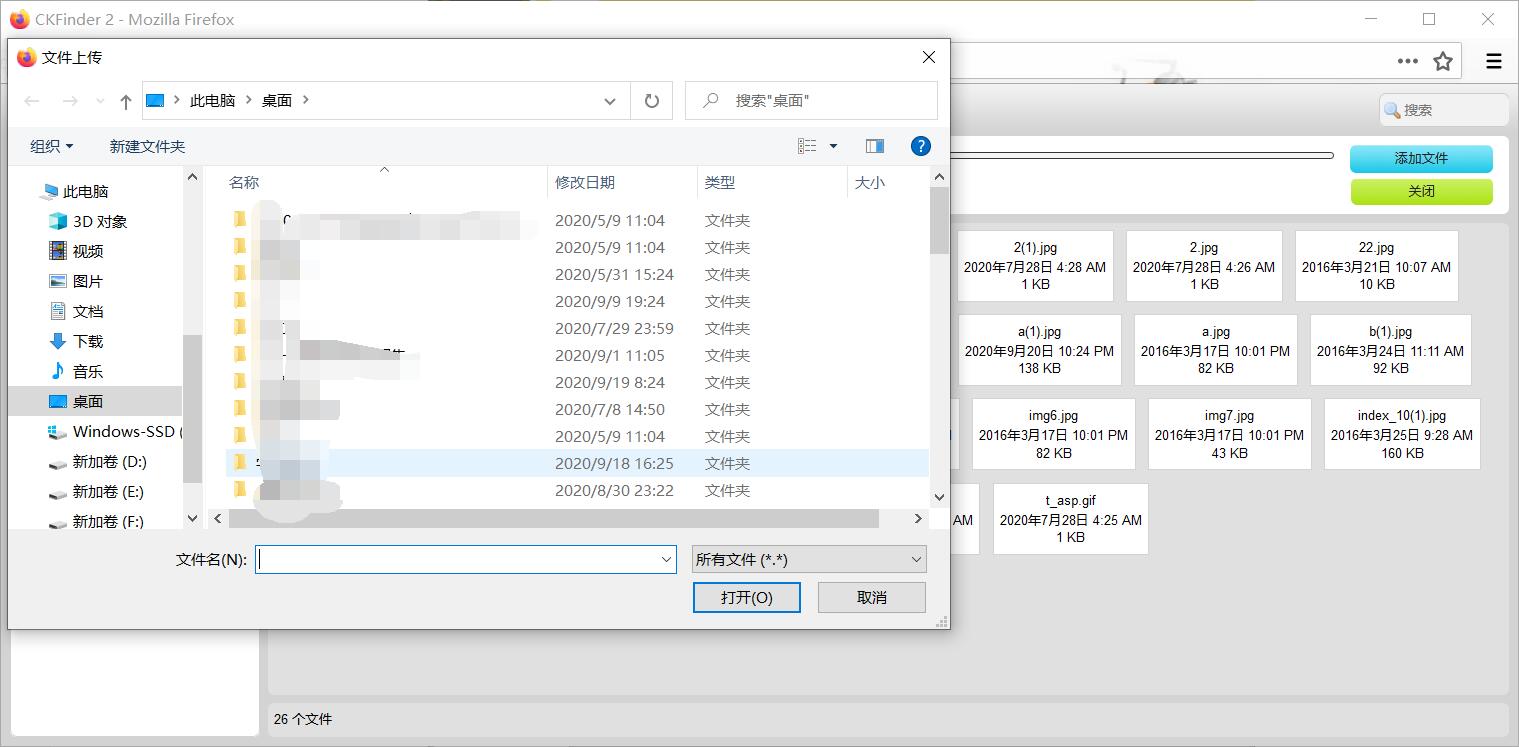 CKFinder 2 - Mozilla Firefox
文件上传
此电脑 桌面
搜索"桌面"
组织 新建文件夹
搜索
添加文件
关闭
此电脑
3D 对象
视频
图片
文档
下载
音乐
桌面
Windows-SSD (
新加卷 (D:)
新加卷 (E:)
新加卷 (F:)
名称 修改日期 类型 大小
2020/5/9 11:04 文件夹
2020/5/9 11:04 文件夹
2020/5/31 15:24 文件夹
2020/9/9 19:24 文件夹
2020/7/29 23:59 文件夹
2020/9/1 11:05 文件夹
2020/9/19 8:24 文件夹
2020/7/8 14:50 文件夹
2020/5/9 11:04 文件夹
2020/9/18 16:25 文件夹
2020/8/30 23:22 文件夹
文件名(N):
所有文件 (*.*)
打开(O) 取消
2(1).jpg
2020年7月28日 4:28 AM
1 KB
2.jpg
2020年7月28日 4:26 AM
1 KB
22.jpg
2016年3月21日 10:07 AM
10 KB
a(1).jpg
2020年9月20日 10:24 PM
138 KB
a.jpg
2016年3月17日 10:01 PM
82 KB
b(1).jpg
2016年3月24日 11:11 AM
92 KB
img6.jpg
2016年3月17日 10:01 PM
82 KB
img7.jpg
2016年3月17日 10:01 PM
43 KB
index_10(1).jpg
2016年3月25日 9:28 AM
160 KB
AM
t_asp.gif
2020年7月28日 4:25 AM
1 KB
26 个文件